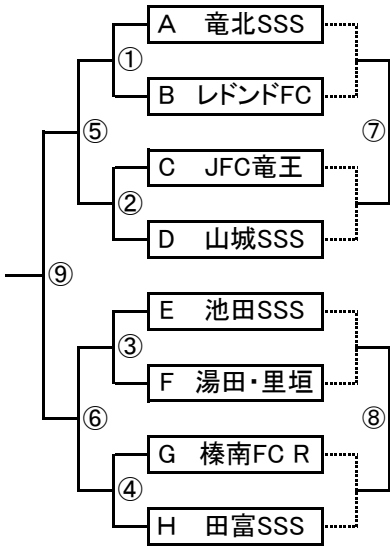 A 竜北SSS
①
B レドンドFC
⑤
⑦
C JFC竜王
②
D 山城SSS
⑨
E 池田SSS
③
F 湯田・里垣
⑥
⑧
G 榛南FC R
④
H 田富SSS